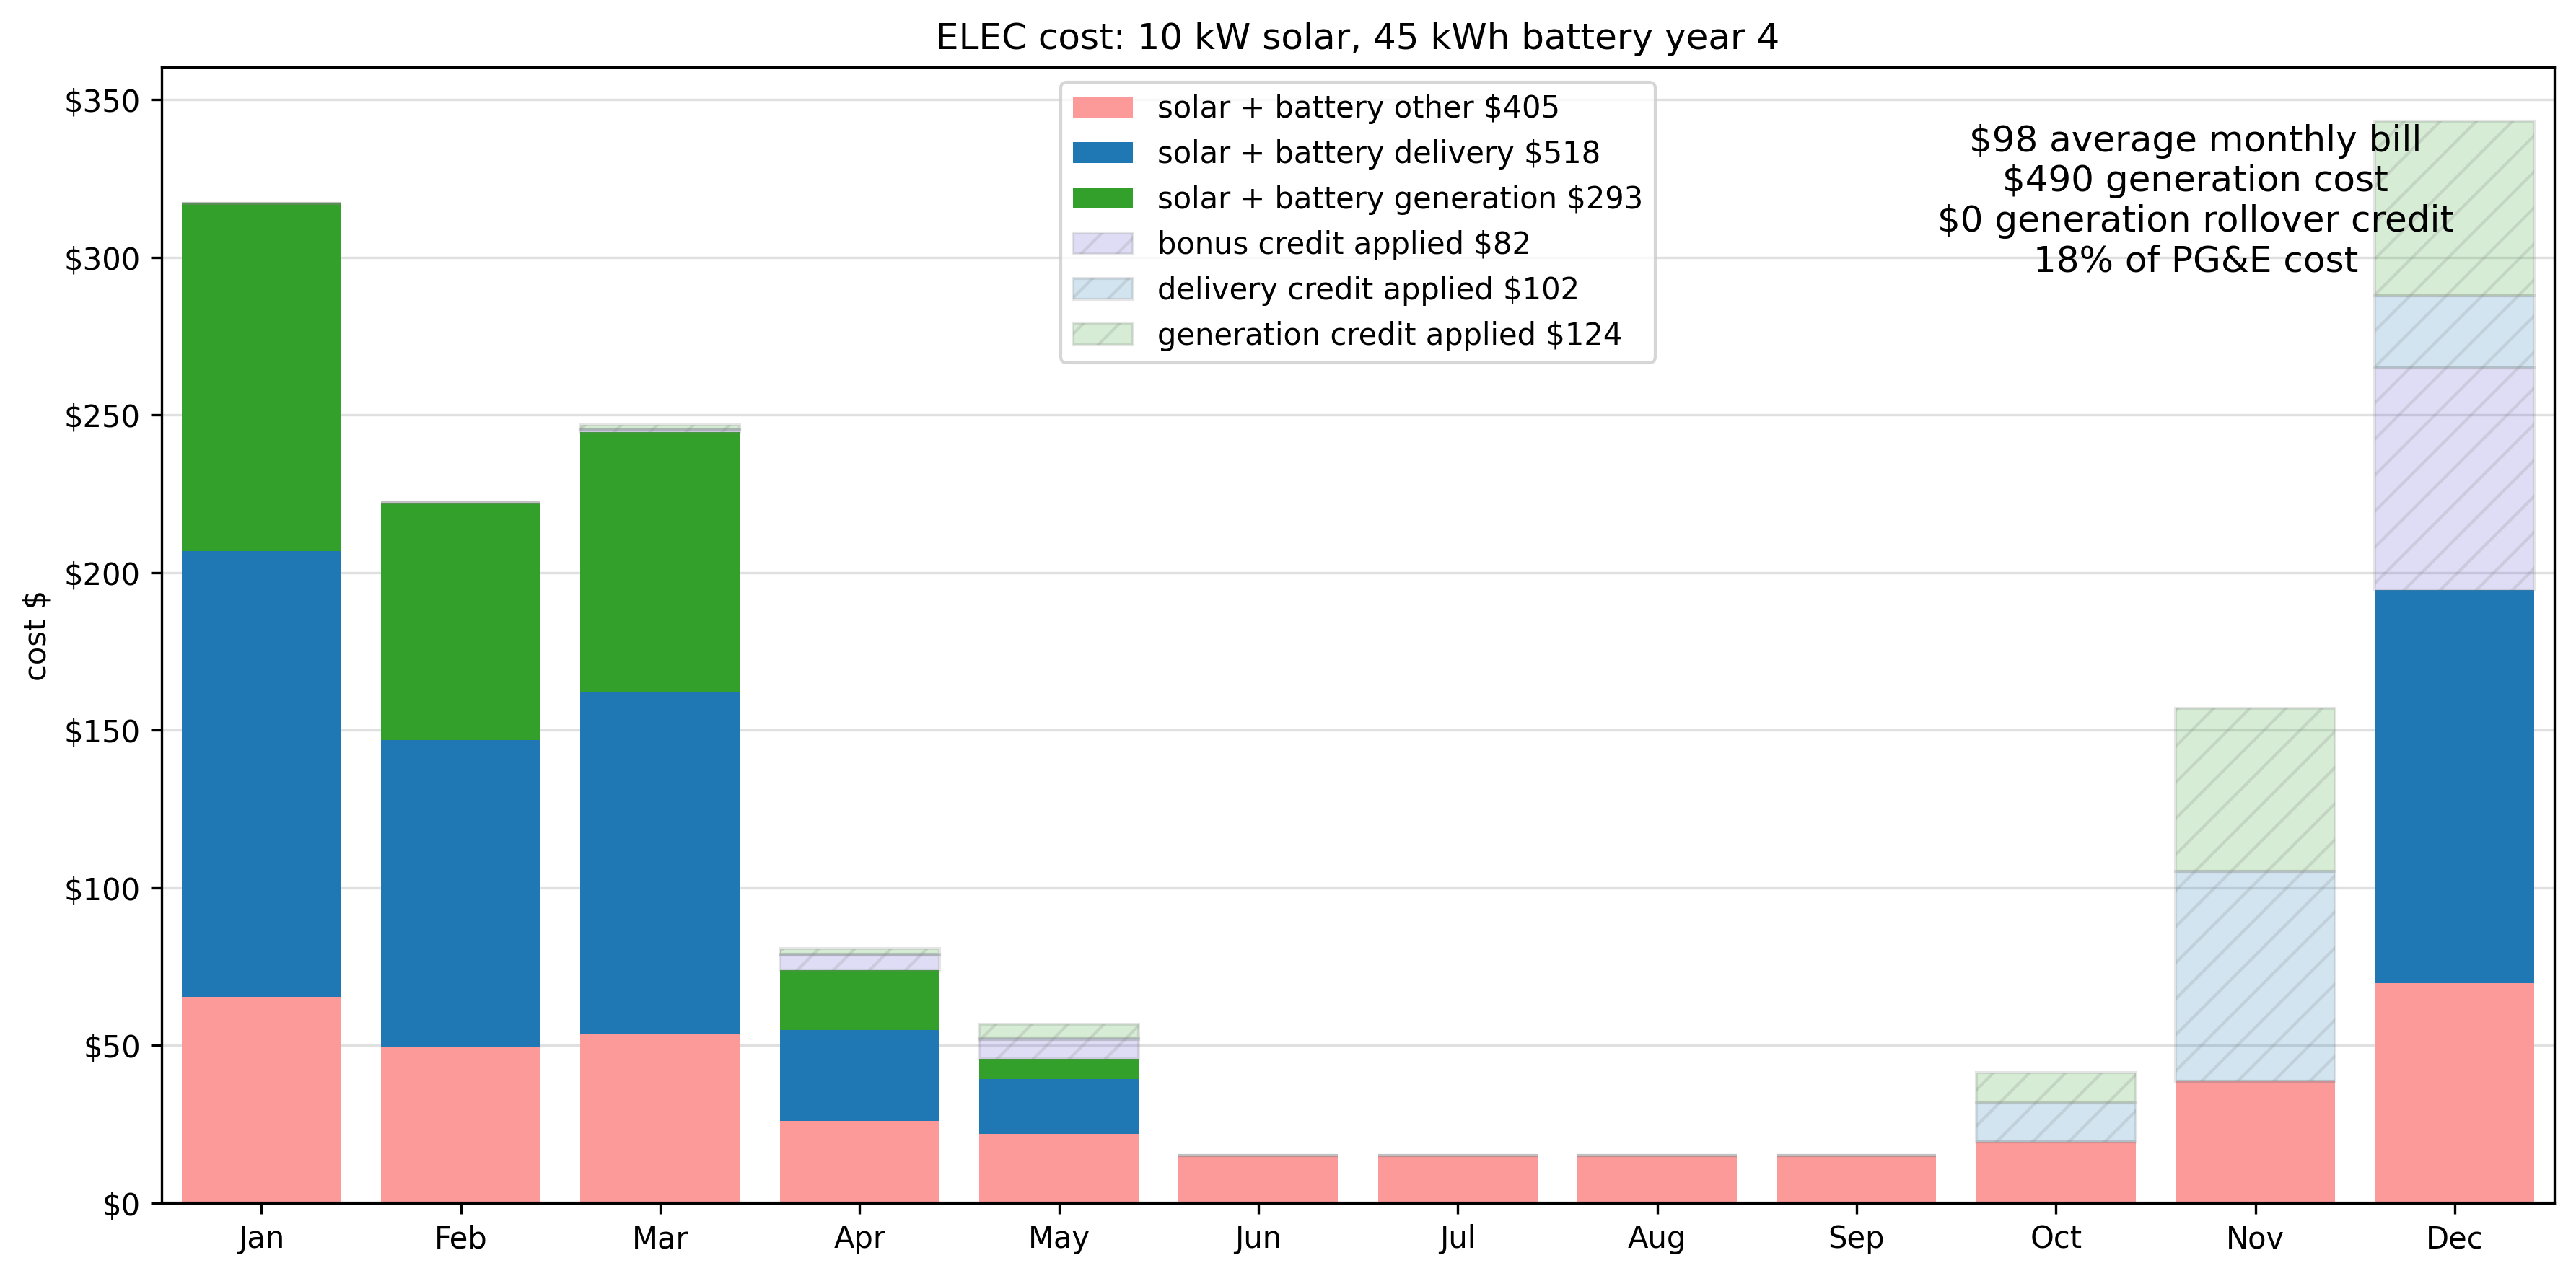 ELEC cost: 10 kW solar, 45 kWh battery year 4
cost $
$350
$300
$250
$200
$150
$100
$50
$0
solar + battery other $405
solar + battery delivery $518
solar + battery generation $293
bonus credit applied $82
delivery credit applied $102
generation credit applied $124
$98 average monthly bill
$490 generation cost
$0 generation rollover credit
18% of PG&E cost
Jan Feb Mar Apr May Jun Jul Aug Sep Oct Nov Dec